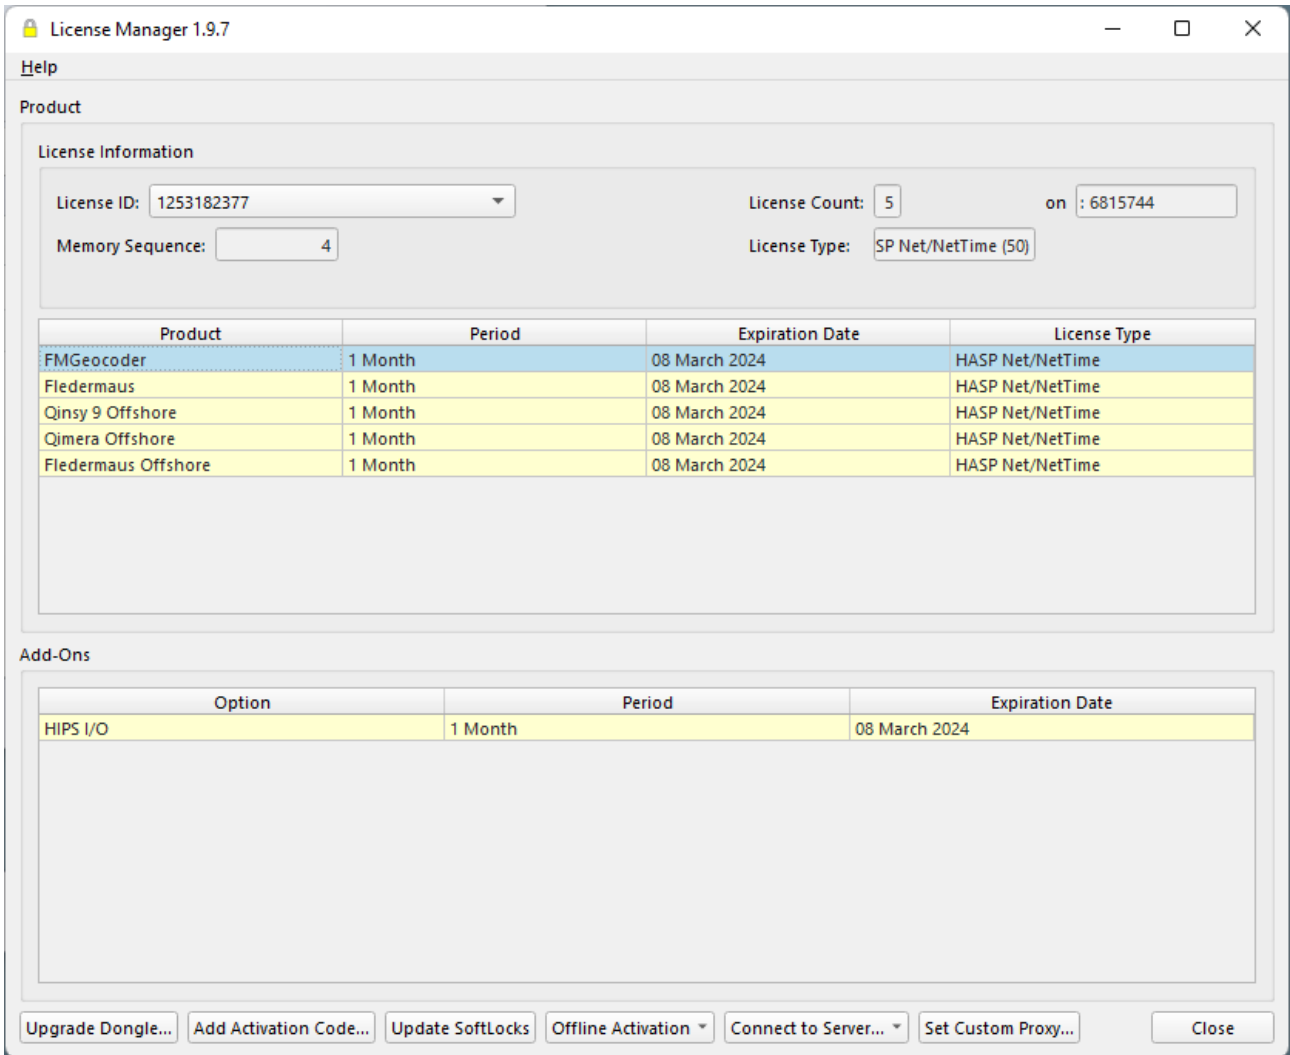 License Manager 1.9.7
Help
Product
License Information
License ID: 1253182377 License Count: 5 on : 6815744
Memory Sequence: 4 License Type: SP Net/NetTime (50)
Product Period Expiration Date License Type
FMGeocoder 1 Month 08 March 2024 HASP Net/NetTime
Fledermaus 1 Month 08 March 2024 HASP Net/NetTime
Qinsy 9 Offshore 1 Month 08 March 2024 HASP Net/NetTime
Qimera Offshore 1 Month 08 March 2024 HASP Net/NetTime
Fledermaus Offshore 1 Month 08 March 2024 HASP Net/NetTime
Add-Ons
Option Period Expiration Date
HIPS I/O 1 Month 08 March 2024
Upgrade Dongle... Add Activation Code... Update SoftLocks Offline Activation Connect to Server... Set Custom Proxy... Close